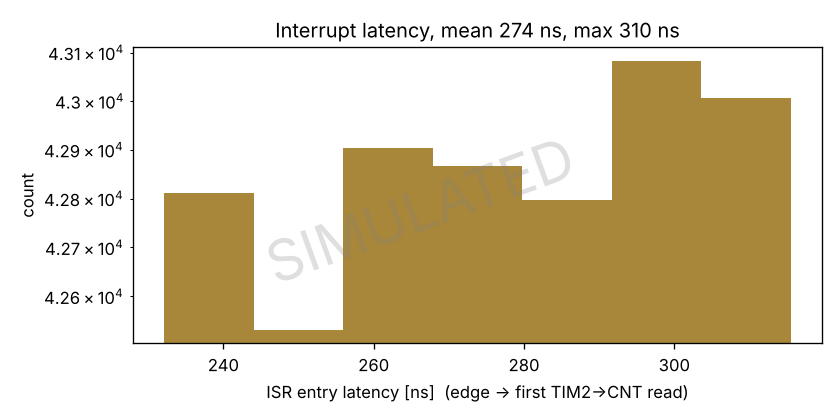 Interrupt latency, mean 274 ns, max 310 ns
4.31 × 10⁴
4.3 × 10⁴
4.29 × 10⁴
4.28 × 10⁴
4.27 × 10⁴
4.26 × 10⁴
count
SIMULATED
240 260 280 300
ISR entry latency [ns] (edge → first TIM2→CNT read)